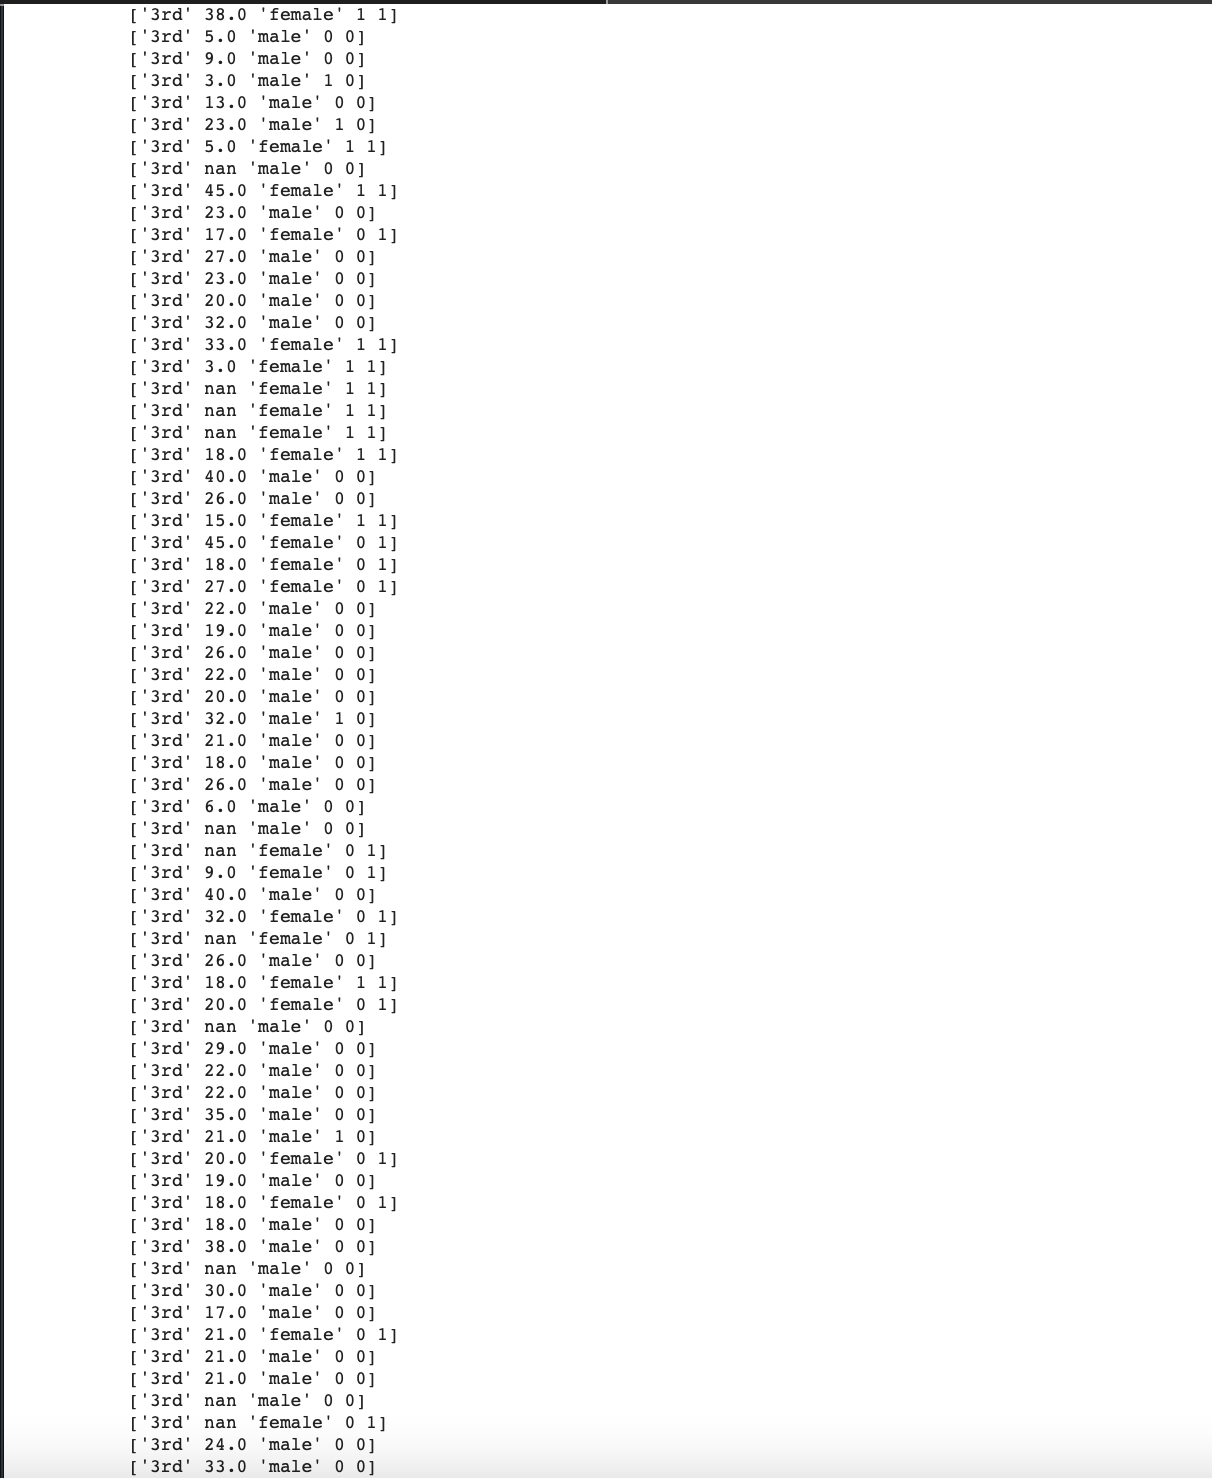 ['3rd' 38.0 'female' 1 1]
['3rd' 5.0 'male' 0 0]
['3rd' 9.0 'male' 0 0]
['3rd' 3.0 'male' 1 0]
['3rd' 13.0 'male' 0 0]
['3rd' 23.0 'male' 1 0]
['3rd' 5.0 'female' 1 1]
['3rd' nan 'male' 0 0]
['3rd' 45.0 'female' 1 1]
['3rd' 23.0 'male' 0 0]
['3rd' 17.0 'female' 0 1]
['3rd' 27.0 'male' 0 0]
['3rd' 23.0 'male' 0 0]
['3rd' 20.0 'male' 0 0]
['3rd' 32.0 'male' 0 0]
['3rd' 33.0 'female' 1 1]
['3rd' 3.0 'female' 1 1]
['3rd' nan 'female' 1 1]
['3rd' nan 'female' 1 1]
['3rd' nan 'female' 1 1]
['3rd' 18.0 'female' 1 1]
['3rd' 40.0 'male' 0 0]
['3rd' 26.0 'male' 0 0]
['3rd' 15.0 'female' 1 1]
['3rd' 45.0 'female' 0 1]
['3rd' 18.0 'female' 0 1]
['3rd' 27.0 'female' 0 1]
['3rd' 22.0 'male' 0 0]
['3rd' 19.0 'male' 0 0]
['3rd' 26.0 'male' 0 0]
['3rd' 22.0 'male' 0 0]
['3rd' 20.0 'male' 0 0]
['3rd' 32.0 'male' 1 0]
['3rd' 21.0 'male' 0 0]
['3rd' 18.0 'male' 0 0]
['3rd' 26.0 'male' 0 0]
['3rd' 6.0 'male' 0 0]
['3rd' nan 'male' 0 0]
['3rd' nan 'female' 0 1]
['3rd' 9.0 'female' 0 1]
['3rd' 40.0 'male' 0 0]
['3rd' 32.0 'female' 0 1]
['3rd' nan 'female' 0 1]
['3rd' 26.0 'male' 0 0]
['3rd' 18.0 'female' 1 1]
['3rd' 20.0 'female' 0 1]
['3rd' nan 'male' 0 0]
['3rd' 29.0 'male' 0 0]
['3rd' 22.0 'male' 0 0]
['3rd' 22.0 'male' 0 0]
['3rd' 35.0 'male' 0 0]
['3rd' 21.0 'male' 1 0]
['3rd' 20.0 'female' 0 1]
['3rd' 19.0 'male' 0 0]
['3rd' 18.0 'female' 0 1]
['3rd' 18.0 'male' 0 0]
['3rd' 38.0 'male' 0 0]
['3rd' nan 'male' 0 0]
['3rd' 30.0 'male' 0 0]
['3rd' 17.0 'male' 0 0]
['3rd' 21.0 'female' 0 1]
['3rd' 21.0 'male' 0 0]
['3rd' 21.0 'male' 0 0]
['3rd' nan 'male' 0 0]
['3rd' nan 'female' 0 1]
['3rd' 24.0 'male' 0 0]
['3rd' 33.0 'male' 0 0]